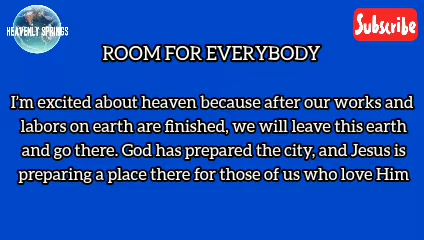 HEAVENLY SPRINGS
Subscribe
ROOM FOR EVERYBODY
I'm excited about heaven because after our works and
labors on earth are finished, we will leave this earth
and go there. God has prepared the city, and Jesus is
preparing a place there for those of us who love Him